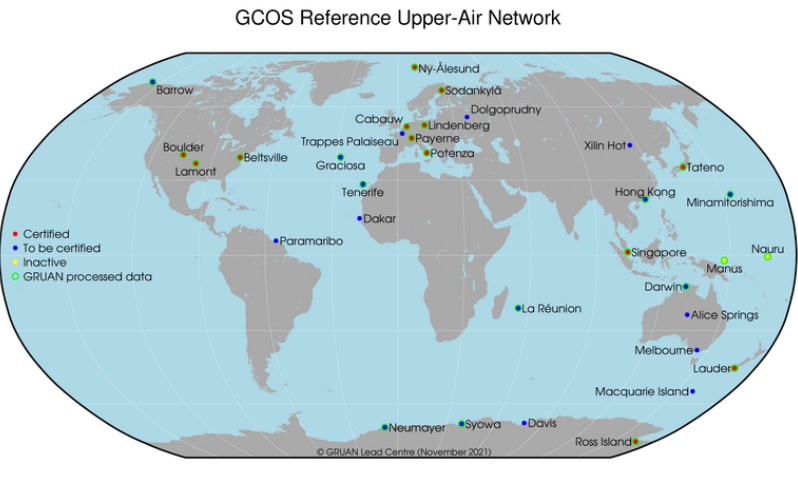 GCOS Reference Upper-Air Network
Ny-Ålesund
Barrow
Sodankylä
Dolgoprudny
Cabauw
Lindenberg
Trappes Palaiseau
Payerne
Xilin Hot
Boulder
Beltsville
Potenza
Graciosa
Lamont
Tateno
Tenerife
Hong Kong
Minamitorishima
Dakar
Certified
Paramaribo
To be certified
Nauru
Singapore
Inactive
Manus
GRUAN processed data
Darwin
La Réunion
Alice Springs
Melbourne
Lauder
Macquarie Island
Neumayer
Syowa
Davis
Ross Island
© GRUAN Lead Centre (November 2021)